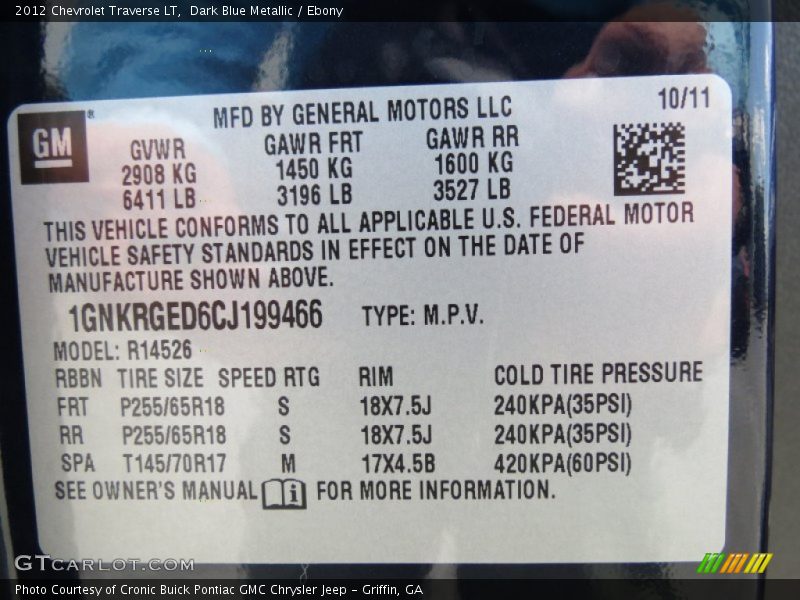 2012 Chevrolet Traverse LT,  Dark Blue Metallic / Ebony
10/11
MFD BY GENERAL MOTORS LLC
GM®
GVWR GAWR FRT GAWR RR
2908 KG 1450 KG 1600 KG
6411 LB 3196 LB 3527 LB
THIS VEHICLE CONFORMS TO ALL APPLICABLE U.S. FEDERAL MOTOR
VEHICLE SAFETY STANDARDS IN EFFECT ON THE DATE OF
MANUFACTURE SHOWN ABOVE.
1GNKRGED6CJ199466 TYPE: M.P.V.
MODEL: R14526
RBBN TIRE SIZE SPEED RTG RIM COLD TIRE PRESSURE
FRT P255/65R18 S 18X7.5J 240KPA(35PSI)
RR P255/65R18 S 18X7.5J 240KPA(35PSI)
SPA T145/70R17 M 17X4.5B 420KPA(60PSI)
SEE OWNER'S MANUAL FOR MORE INFORMATION.
GTCARLOT.COM
Photo Courtesy of Cronic Buick Pontiac GMC Chrysler Jeep - Griffin, GA